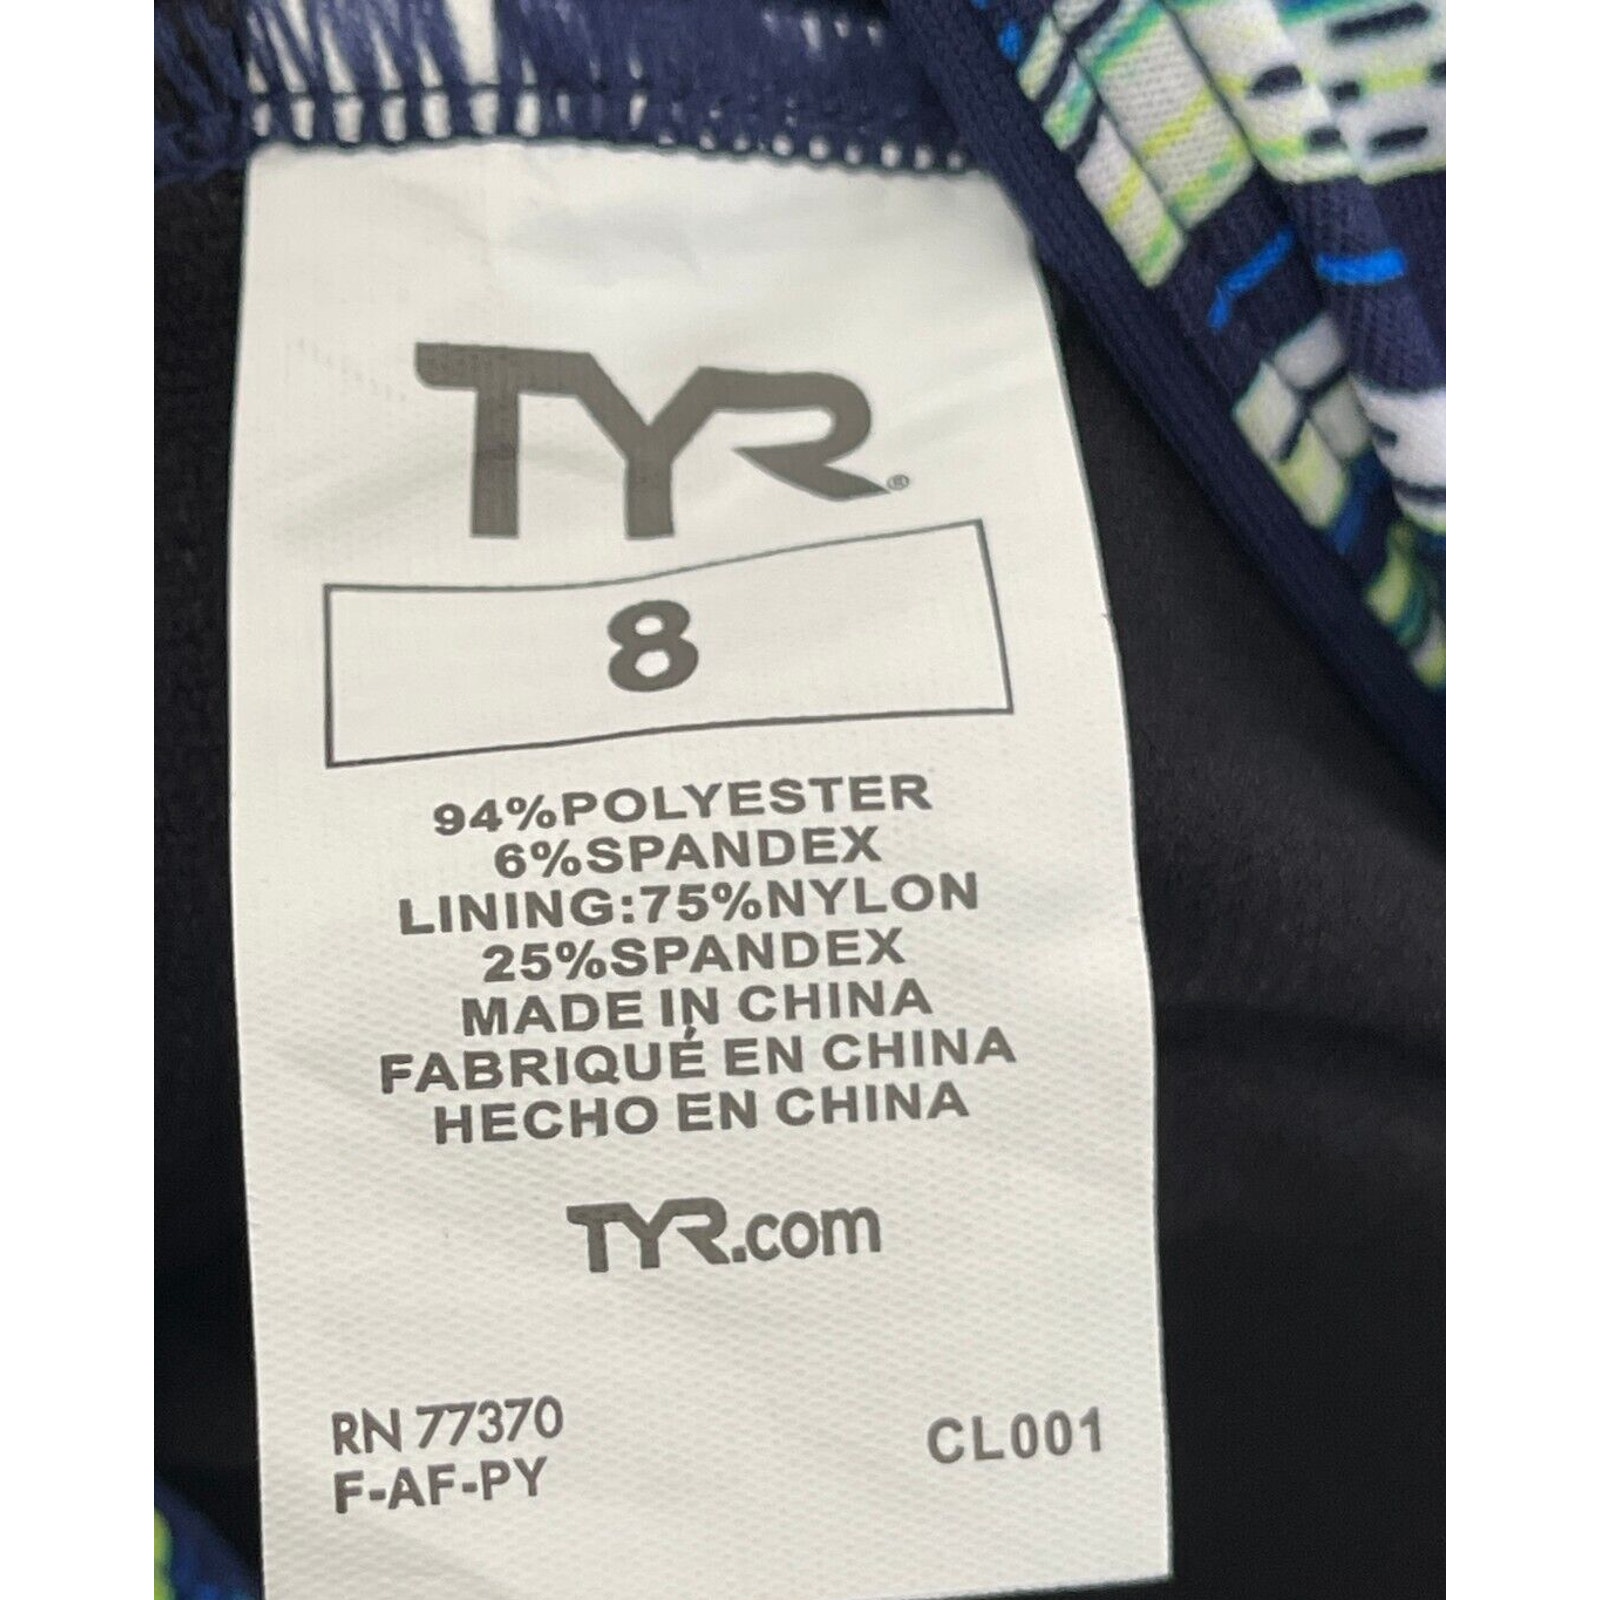 TYR®
8
94%POLYESTER
6%SPANDEX
LINING:75%NYLON
25%SPANDEX
MADE IN CHINA
FABRIQUÉ EN CHINA
HECHO EN CHINA
TYR.com
RN 77370
F-AF-PY
CL001